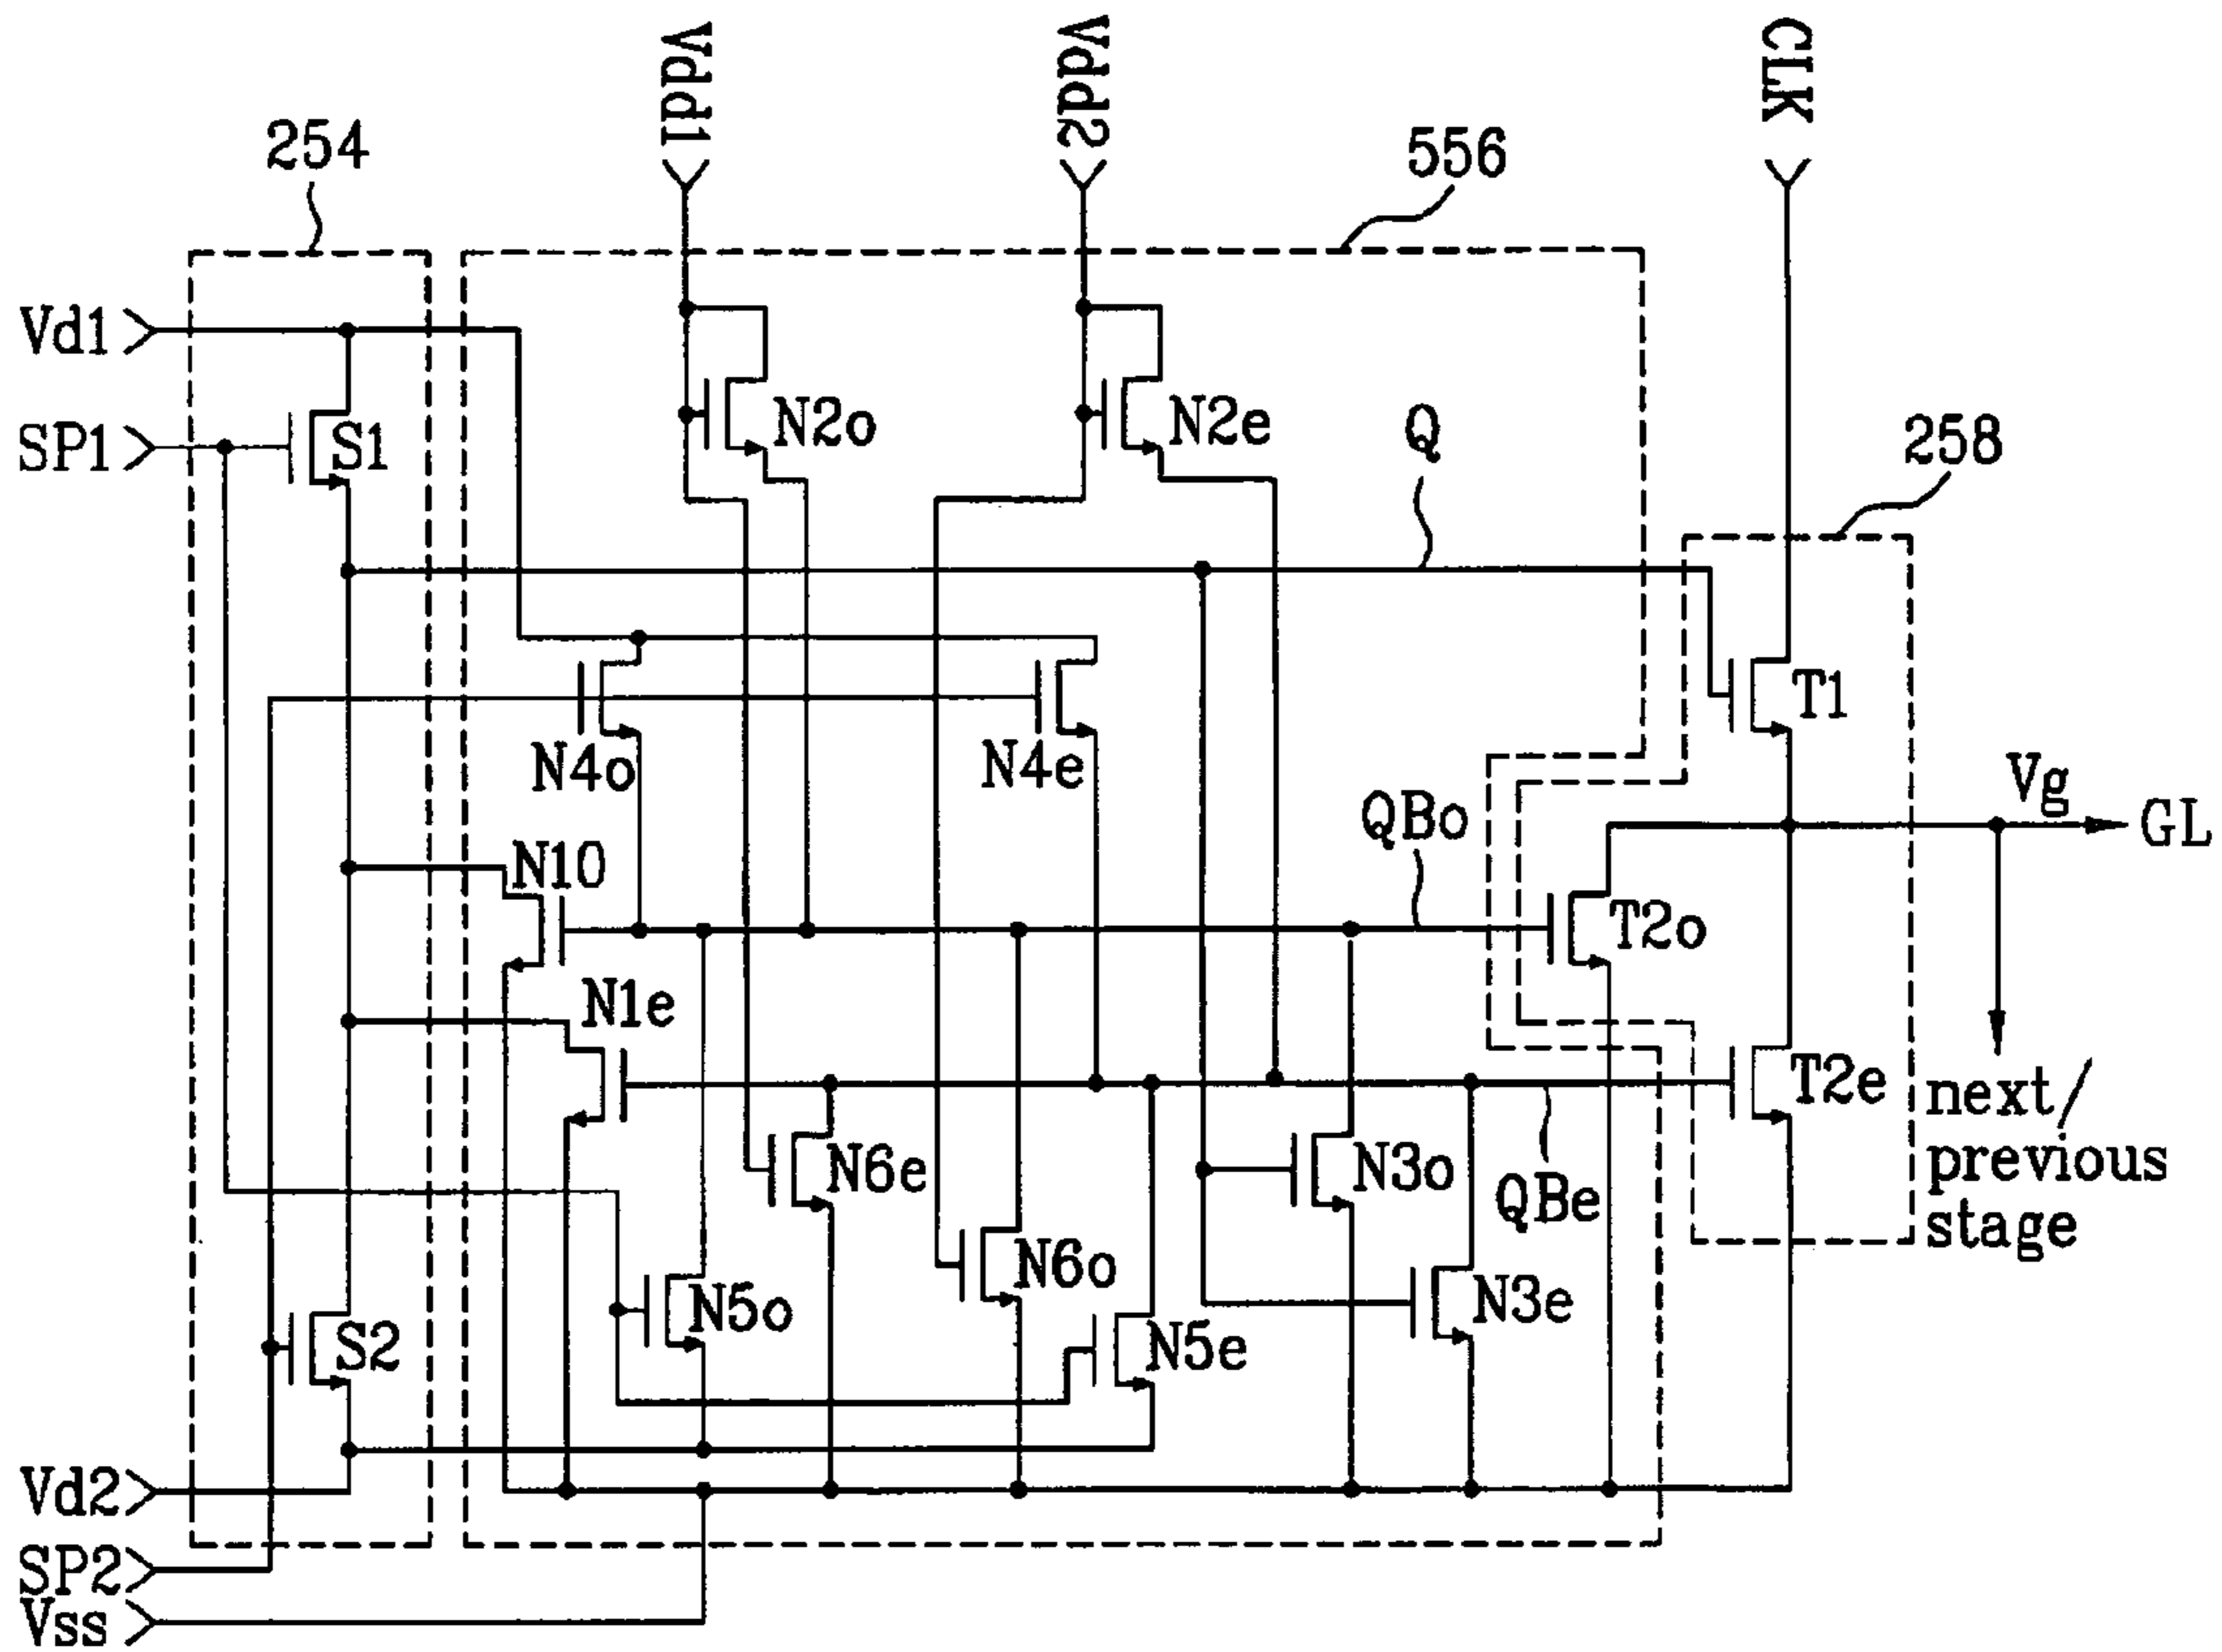 Vdd1
Vdd2
CLK
254
556
Vd1
SP1
S1
N2o
N2e
Q
258
N4o
N4e
T1
QBo
Vg
GL
N10
T2o
N1e
T2e
next/
previous
stage
N6e
N3o
QBe
N6o
N5o
N3e
S2
N5e
Vd2
SP2
Vss